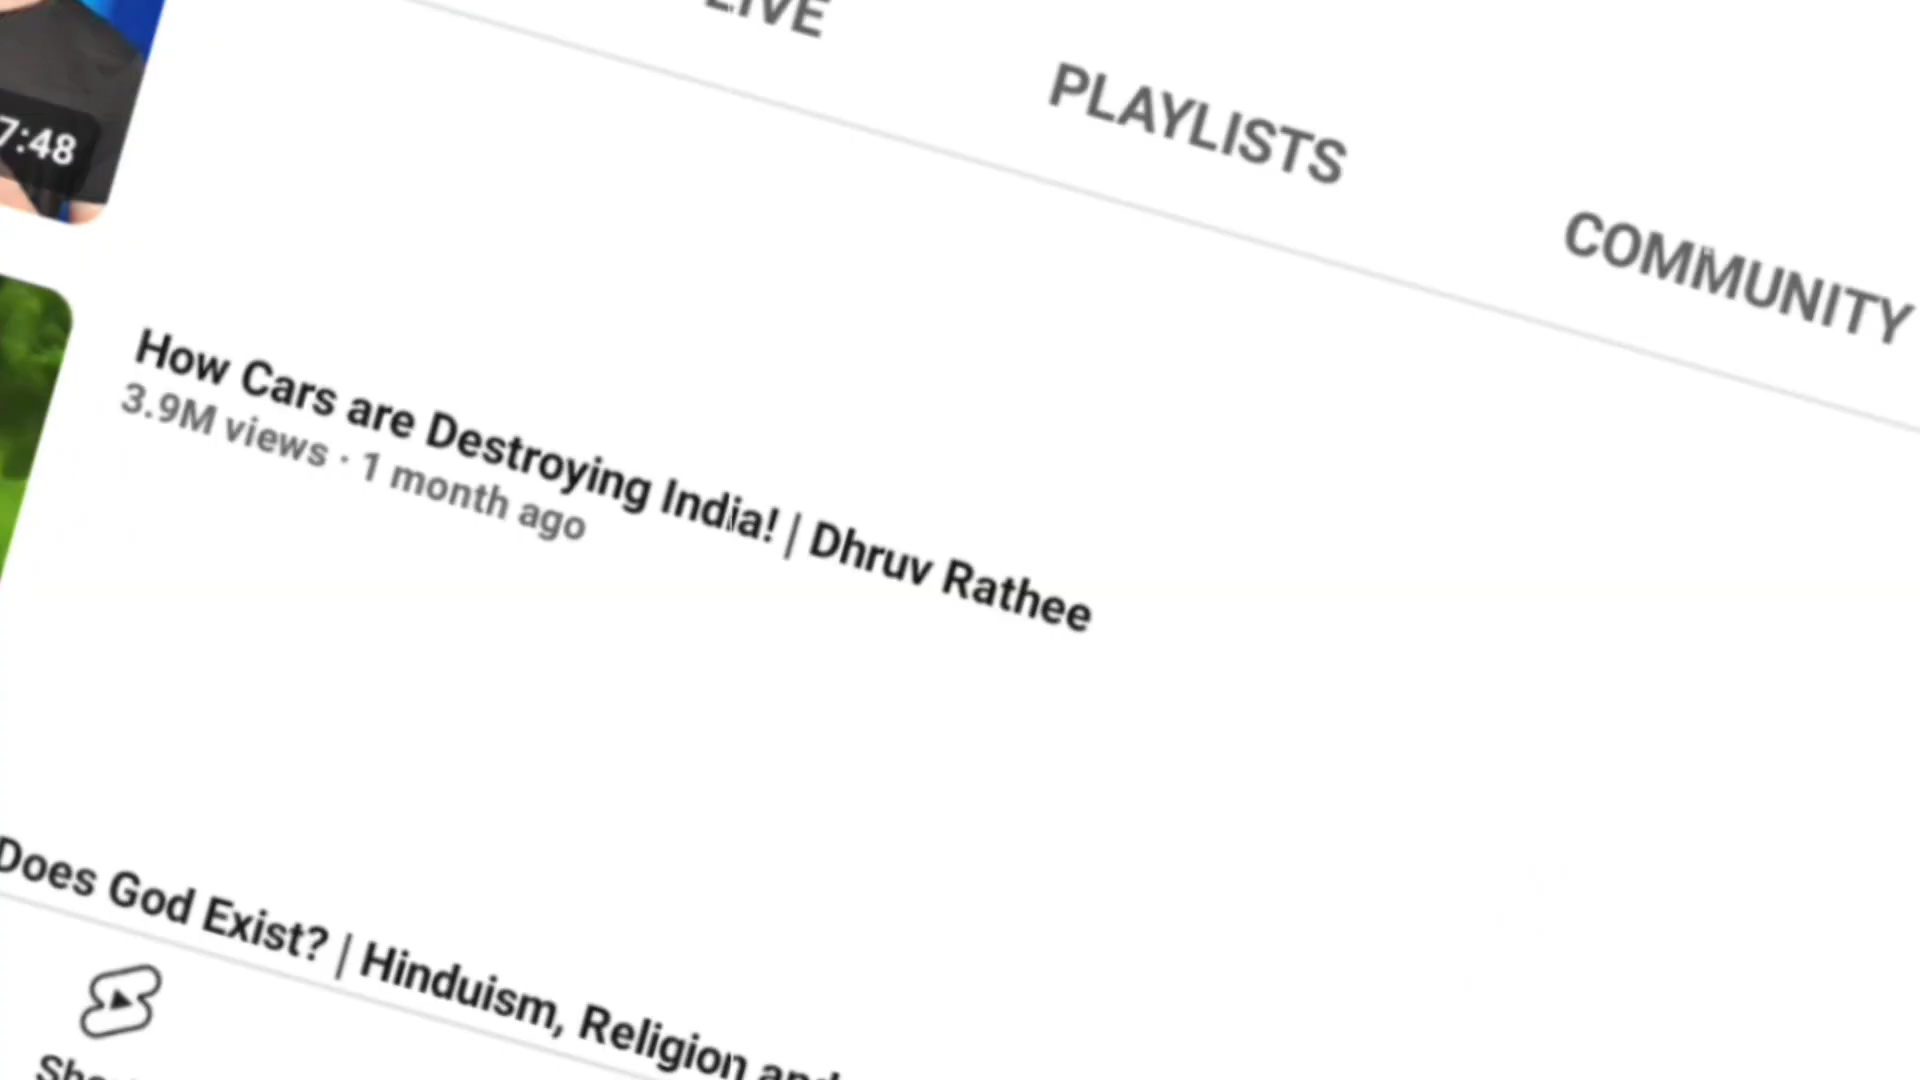 LIVE
PLAYLISTS
COMMUNITY
7:48
How Cars are Destroying India! | Dhruv Rathee
3.9M views · 1 month ago
Does God Exist? | Hinduism, Religion and